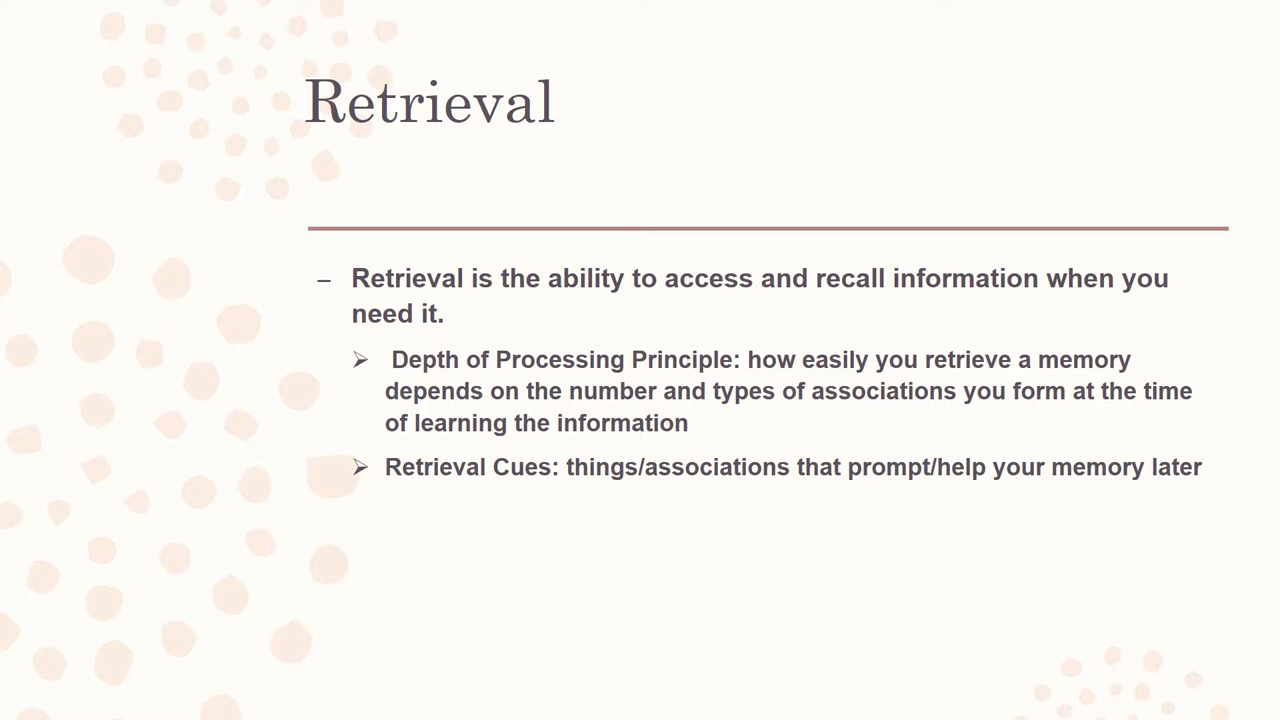 Retrieval
– Retrieval is the ability to access and recall information when you
need it.
➢ Depth of Processing Principle: how easily you retrieve a memory
depends on the number and types of associations you form at the time
of learning the information
➢ Retrieval Cues: things/associations that prompt/help your memory later